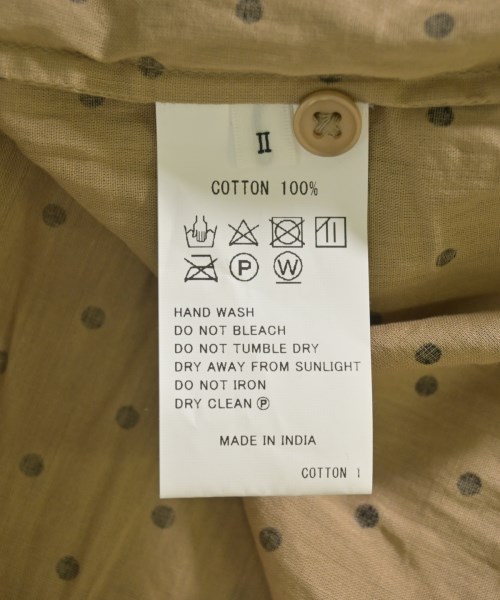 II
COTTON 100%
P W
HAND WASH
DO NOT BLEACH
DO NOT TUMBLE DRY
DRY AWAY FROM SUNLIGHT
DO NOT IRON
DRY CLEAN Ⓟ
MADE IN INDIA
COTTON 1